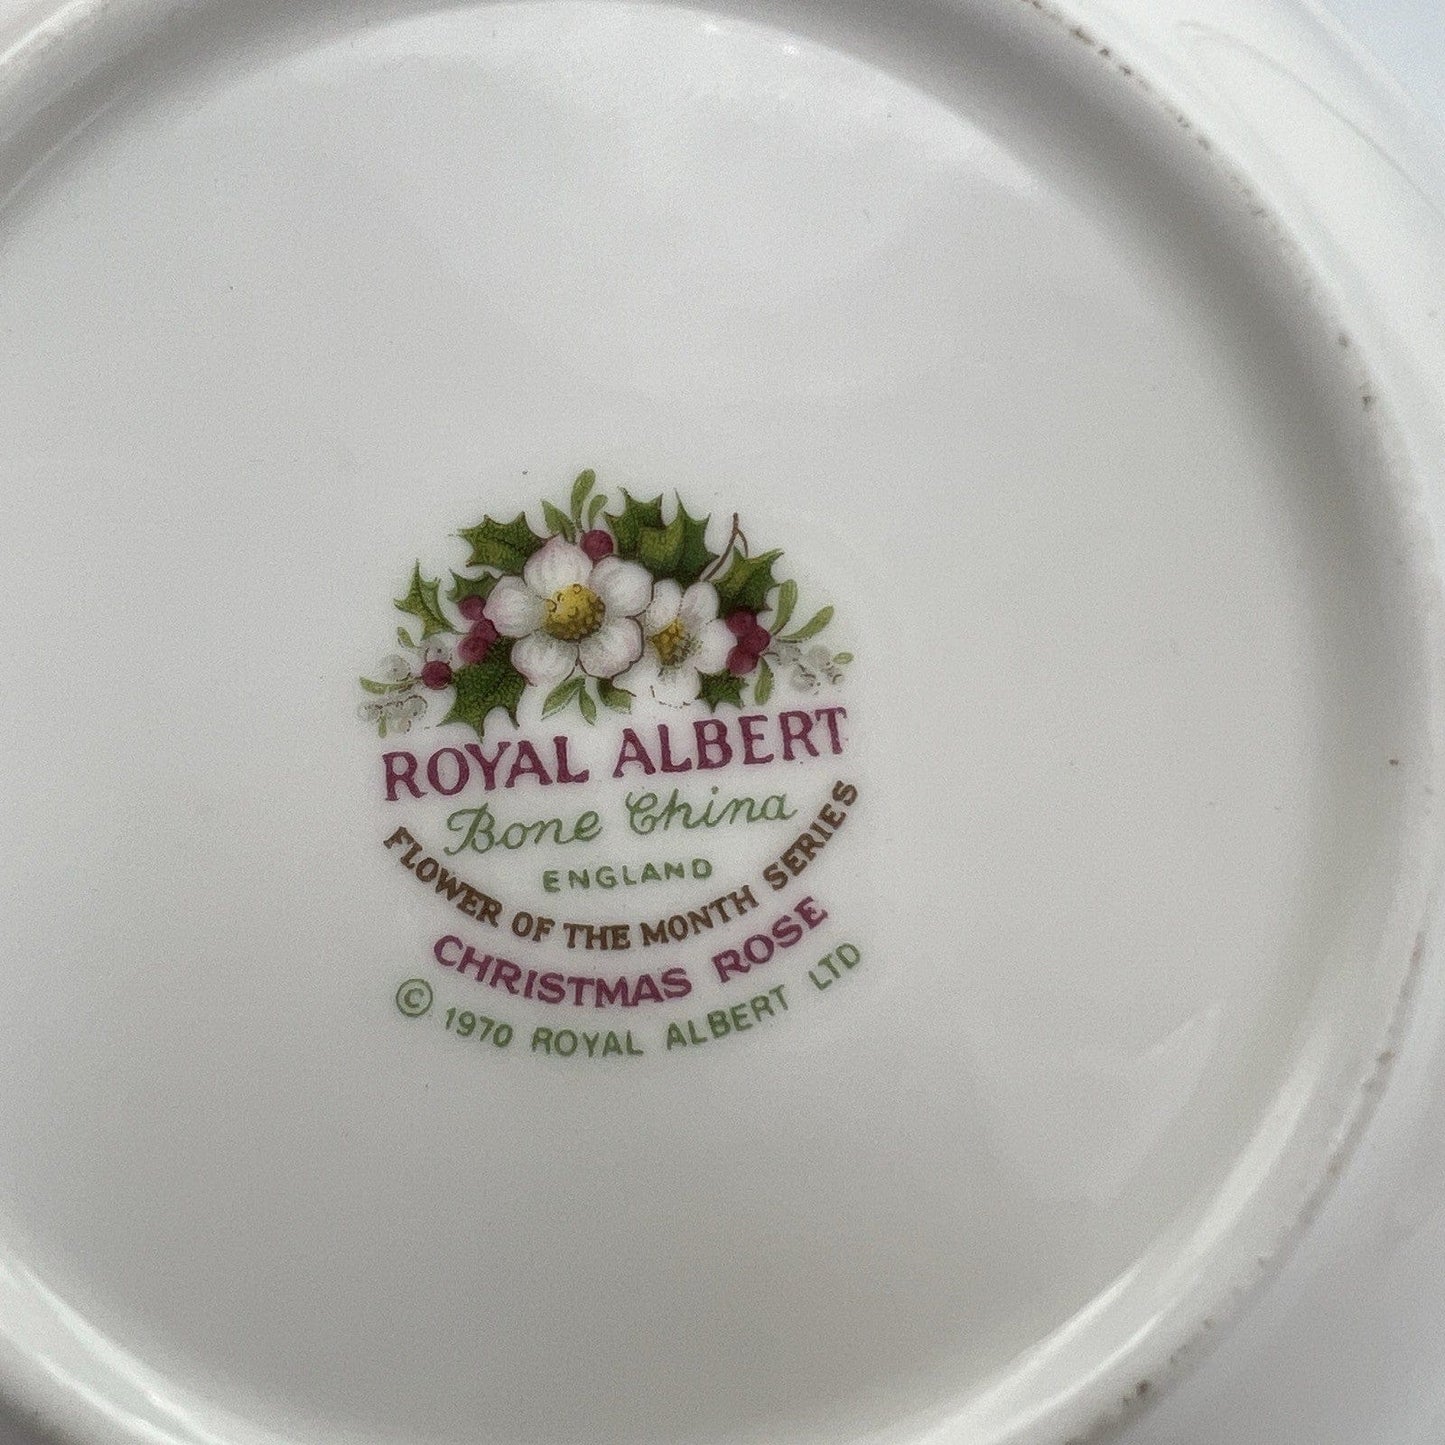 ROYAL ALBERT
Bone China
ENGLAND
FLOWER OF THE MONTH SERIES
CHRISTMAS ROSE
© 1970 ROYAL ALBERT LTD